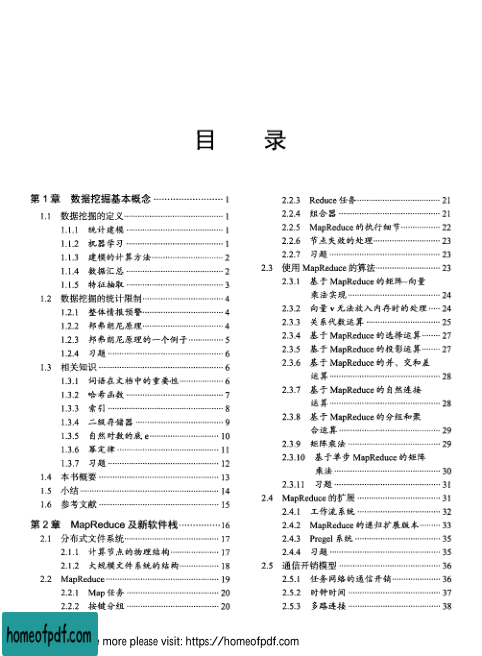 目 录
第1章 数据挖掘基本概念 ………………… 1
1.1 数据挖掘的定义………………… 1
1.1.1 统计建模 ………………… 1
1.1.2 机器学习 ………………… 1
1.1.3 建模的计算方法………………… 2
1.1.4 数据汇总 ………………… 2
1.1.5 特征抽取 ………………… 3
1.2 数据挖掘的统计限制………………… 4
1.2.1 整体情报预警………………… 4
1.2.2 邦弗朗尼原理………………… 4
1.2.3 邦弗朗尼原理的一个例子………… 5
1.2.4 习题 ………………… 6
1.3 相关知识 ………………… 6
1.3.1 词语在文档中的重要性………… 6
1.3.2 哈希函数 ………………… 7
1.3.3 索引 ………………… 8
1.3.4 二级存储器 ………………… 9
1.3.5 自然对数的底 e………………… 10
1.3.6 幂定律 ………………… 11
1.3.7 习题 ………………… 12
1.4 本书概要 ………………… 13
1.5 小结 ………………… 14
1.6 参考文献 ………………… 15
第2章 MapReduce 及新软件栈………… 16
2.1 分布式文件系统………………… 17
2.1.1 计算节点的物理结构………… 17
2.1.2 大规模文件系统的结构………… 18
2.2 MapReduce………………… 19
2.2.1 Map 任务 ………………… 20
2.2.2 按键分组 ………………… 20
2.2.3 Reduce 任务………………… 21
2.2.4 组合器 ………………… 21
2.2.5 MapReduce 的执行细节………… 22
2.2.6 节点失效的处理………………… 23
2.2.7 习题 ………………… 23
2.3 使用 MapReduce 的算法………………… 23
2.3.1 基于 MapReduce 的矩阵–向量
乘法实现………………… 24
2.3.2 向量 v 无法放入内存时的处理…… 24
2.3.3 关系代数运算 ………………… 25
2.3.4 基于 MapReduce 的选择运算…… 27
2.3.5 基于 MapReduce 的投影运算…… 27
2.3.6 基于 MapReduce 的并、交和差
运算………………… 28
2.3.7 基于 MapReduce 的自然连接
运算………………… 28
2.3.8 基于 MapReduce 的分组和聚
合运算………………… 29
2.3.9 矩阵乘法 ………………… 29
2.3.10 基于单步 MapReduce 的矩阵
乘法 ………………… 30
2.3.11 习题 ………………… 31
2.4 MapReduce 的扩展 ………………… 31
2.4.1 工作流系统 ………………… 32
2.4.2 MapReduce 的递归扩展版本…… 33
2.4.3 Pregel 系统 ………………… 35
2.4.4 习题 ………………… 35
2.5 通信开销模型 ………………… 36
2.5.1 任务网络的通信开销………… 36
2.5.2 时钟时间 ………………… 37
2.5.3 多路连接 ………………… 38
homeofpdf.com
more please visit: https://homeofpdf.com